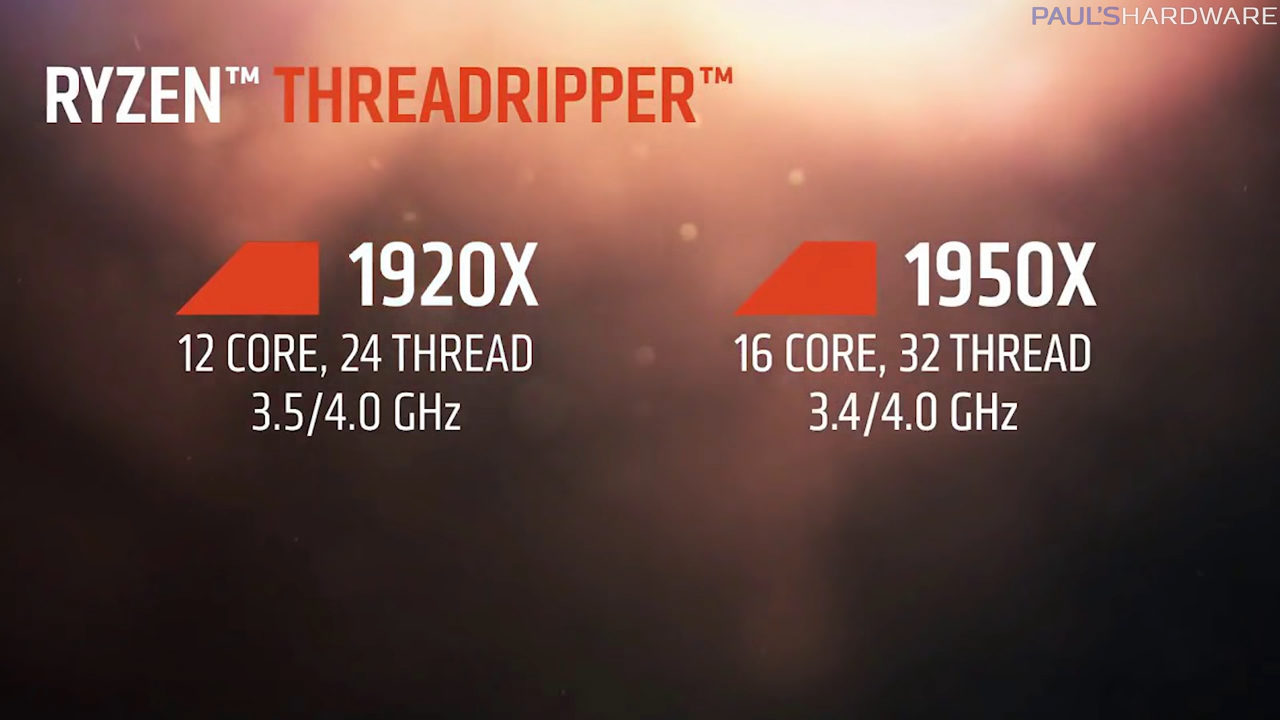 PAUL'SHARDWARE
RYZEN™ THREADRIPPER™
1920X
12 CORE, 24 THREAD
3.5/4.0 GHz
1950X
16 CORE, 32 THREAD
3.4/4.0 GHz